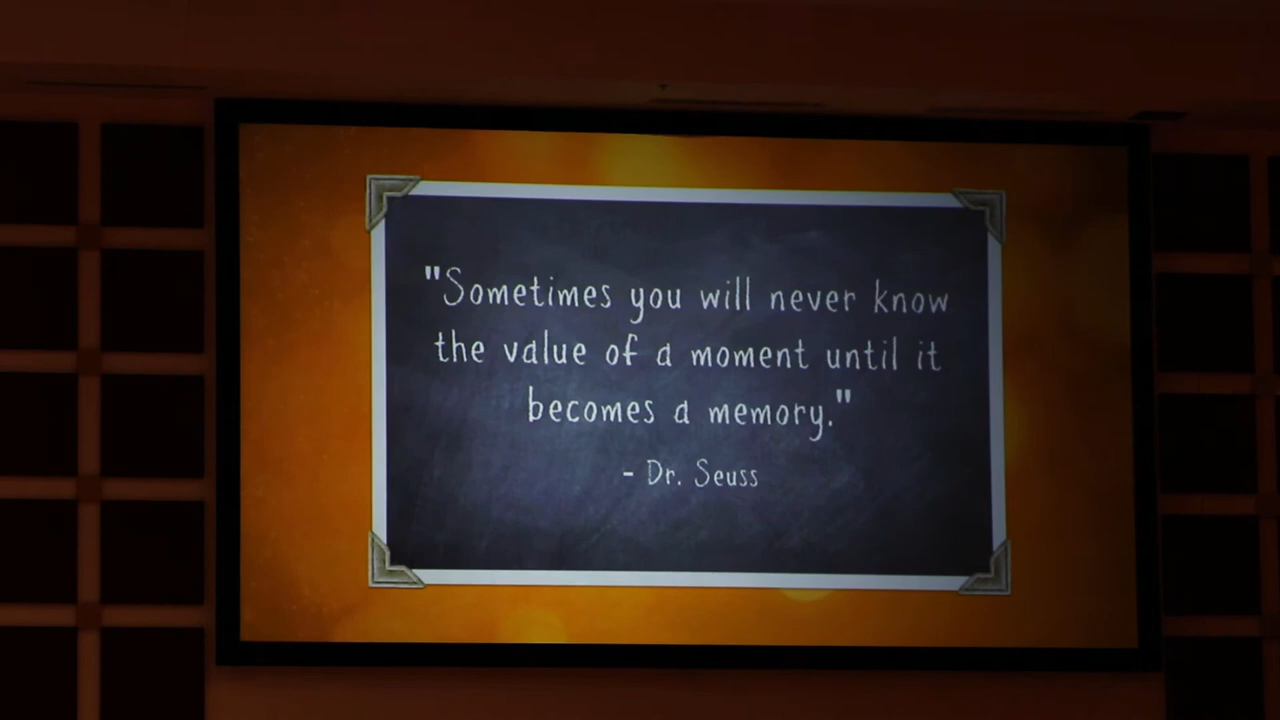 "Sometimes you will never know
the value of a moment until it
becomes a memory."
- Dr. Seuss